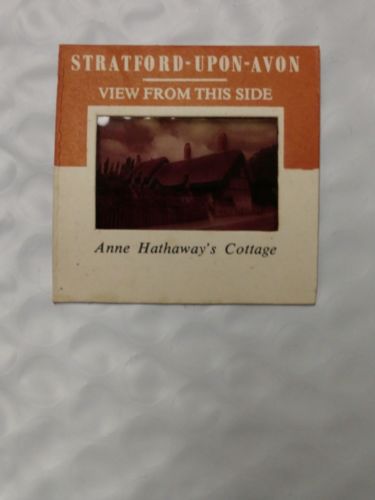 STRATFORD-UPON-AVON
VIEW FROM THIS SIDE
Anne Hathaway's Cottage